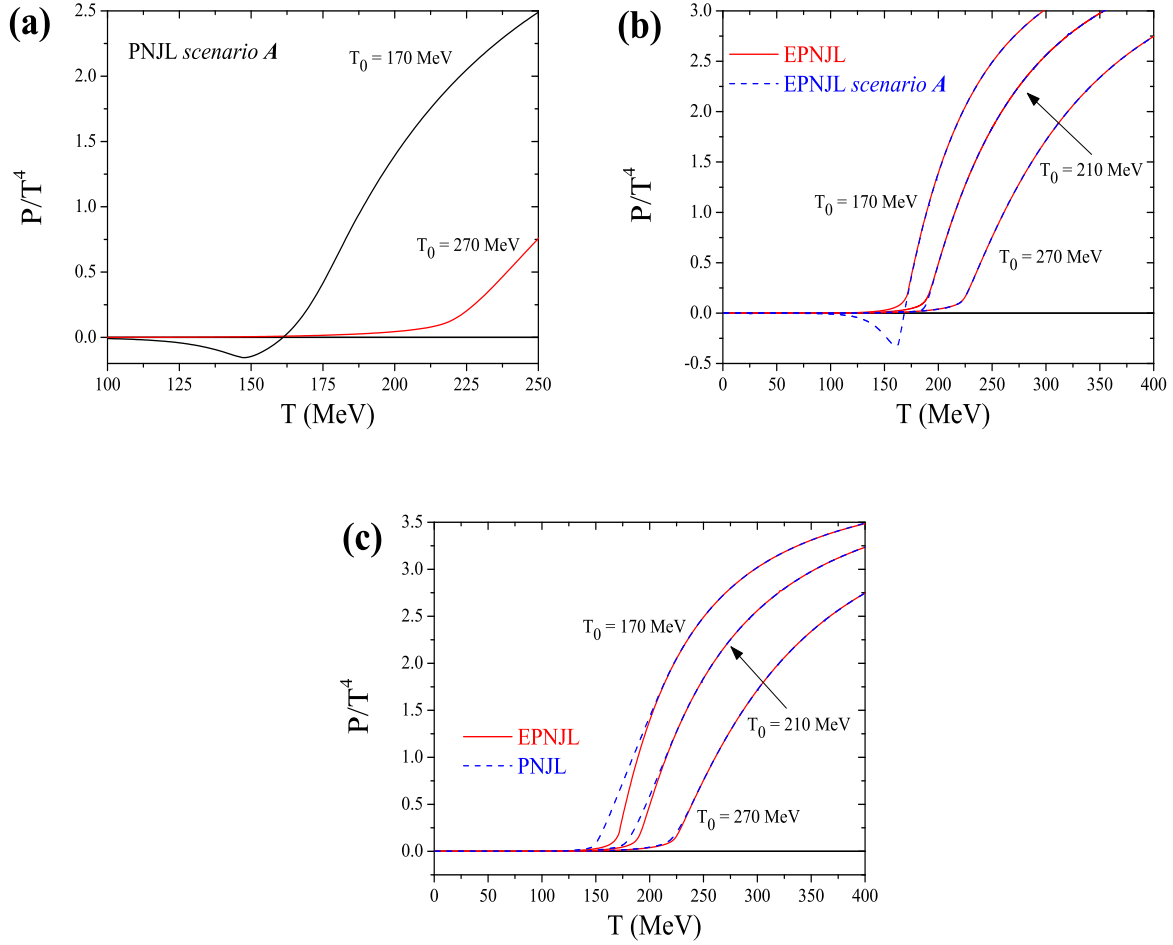 (a)
PNJL scenario A
T0 = 170 MeV
T0 = 270 MeV
P/T4
2.5
2.0
1.5
1.0
0.5
0.0
100 125 150 175 200 225 250
T (MeV)
(b)
EPNJL
EPNJL scenario A
T0 = 210 MeV
T0 = 170 MeV
T0 = 270 MeV
P/T4
3.0
2.5
2.0
1.5
1.0
0.5
0.0
-0.5
0 50 100 150 200 250 300 350 400
T (MeV)
(c)
T0 = 170 MeV
T0 = 210 MeV
EPNJL
PNJL
T0 = 270 MeV
P/T4
3.5
3.0
2.5
2.0
1.5
1.0
0.5
0.0
0 50 100 150 200 250 300 350 400
T (MeV)